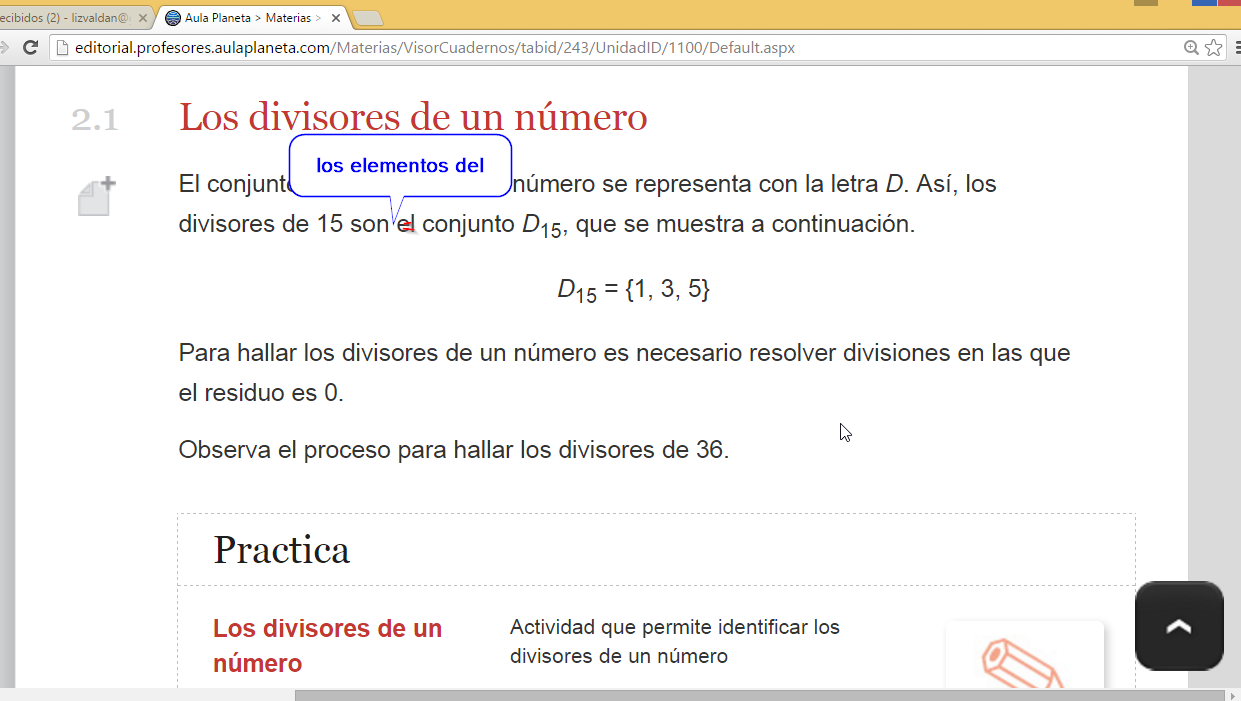 ecibidos (2) - lizvaldan@
Aula Planeta > Materias >
editorial.profesores.aulaplaneta.com/Materias/VisorCuadernos/tabid/243/UnidadID/1100/Default.aspx
2.1 Los divisores de un número
los elementos del
El conjunto número se representa con la letra D. Así, los
divisores de 15 son el conjunto D15, que se muestra a continuación.
D15 = {1, 3, 5}
Para hallar los divisores de un número es necesario resolver divisiones en las que
el residuo es 0.
Observa el proceso para hallar los divisores de 36.
Practica
Los divisores de un
número
Actividad que permite identificar los
divisores de un número